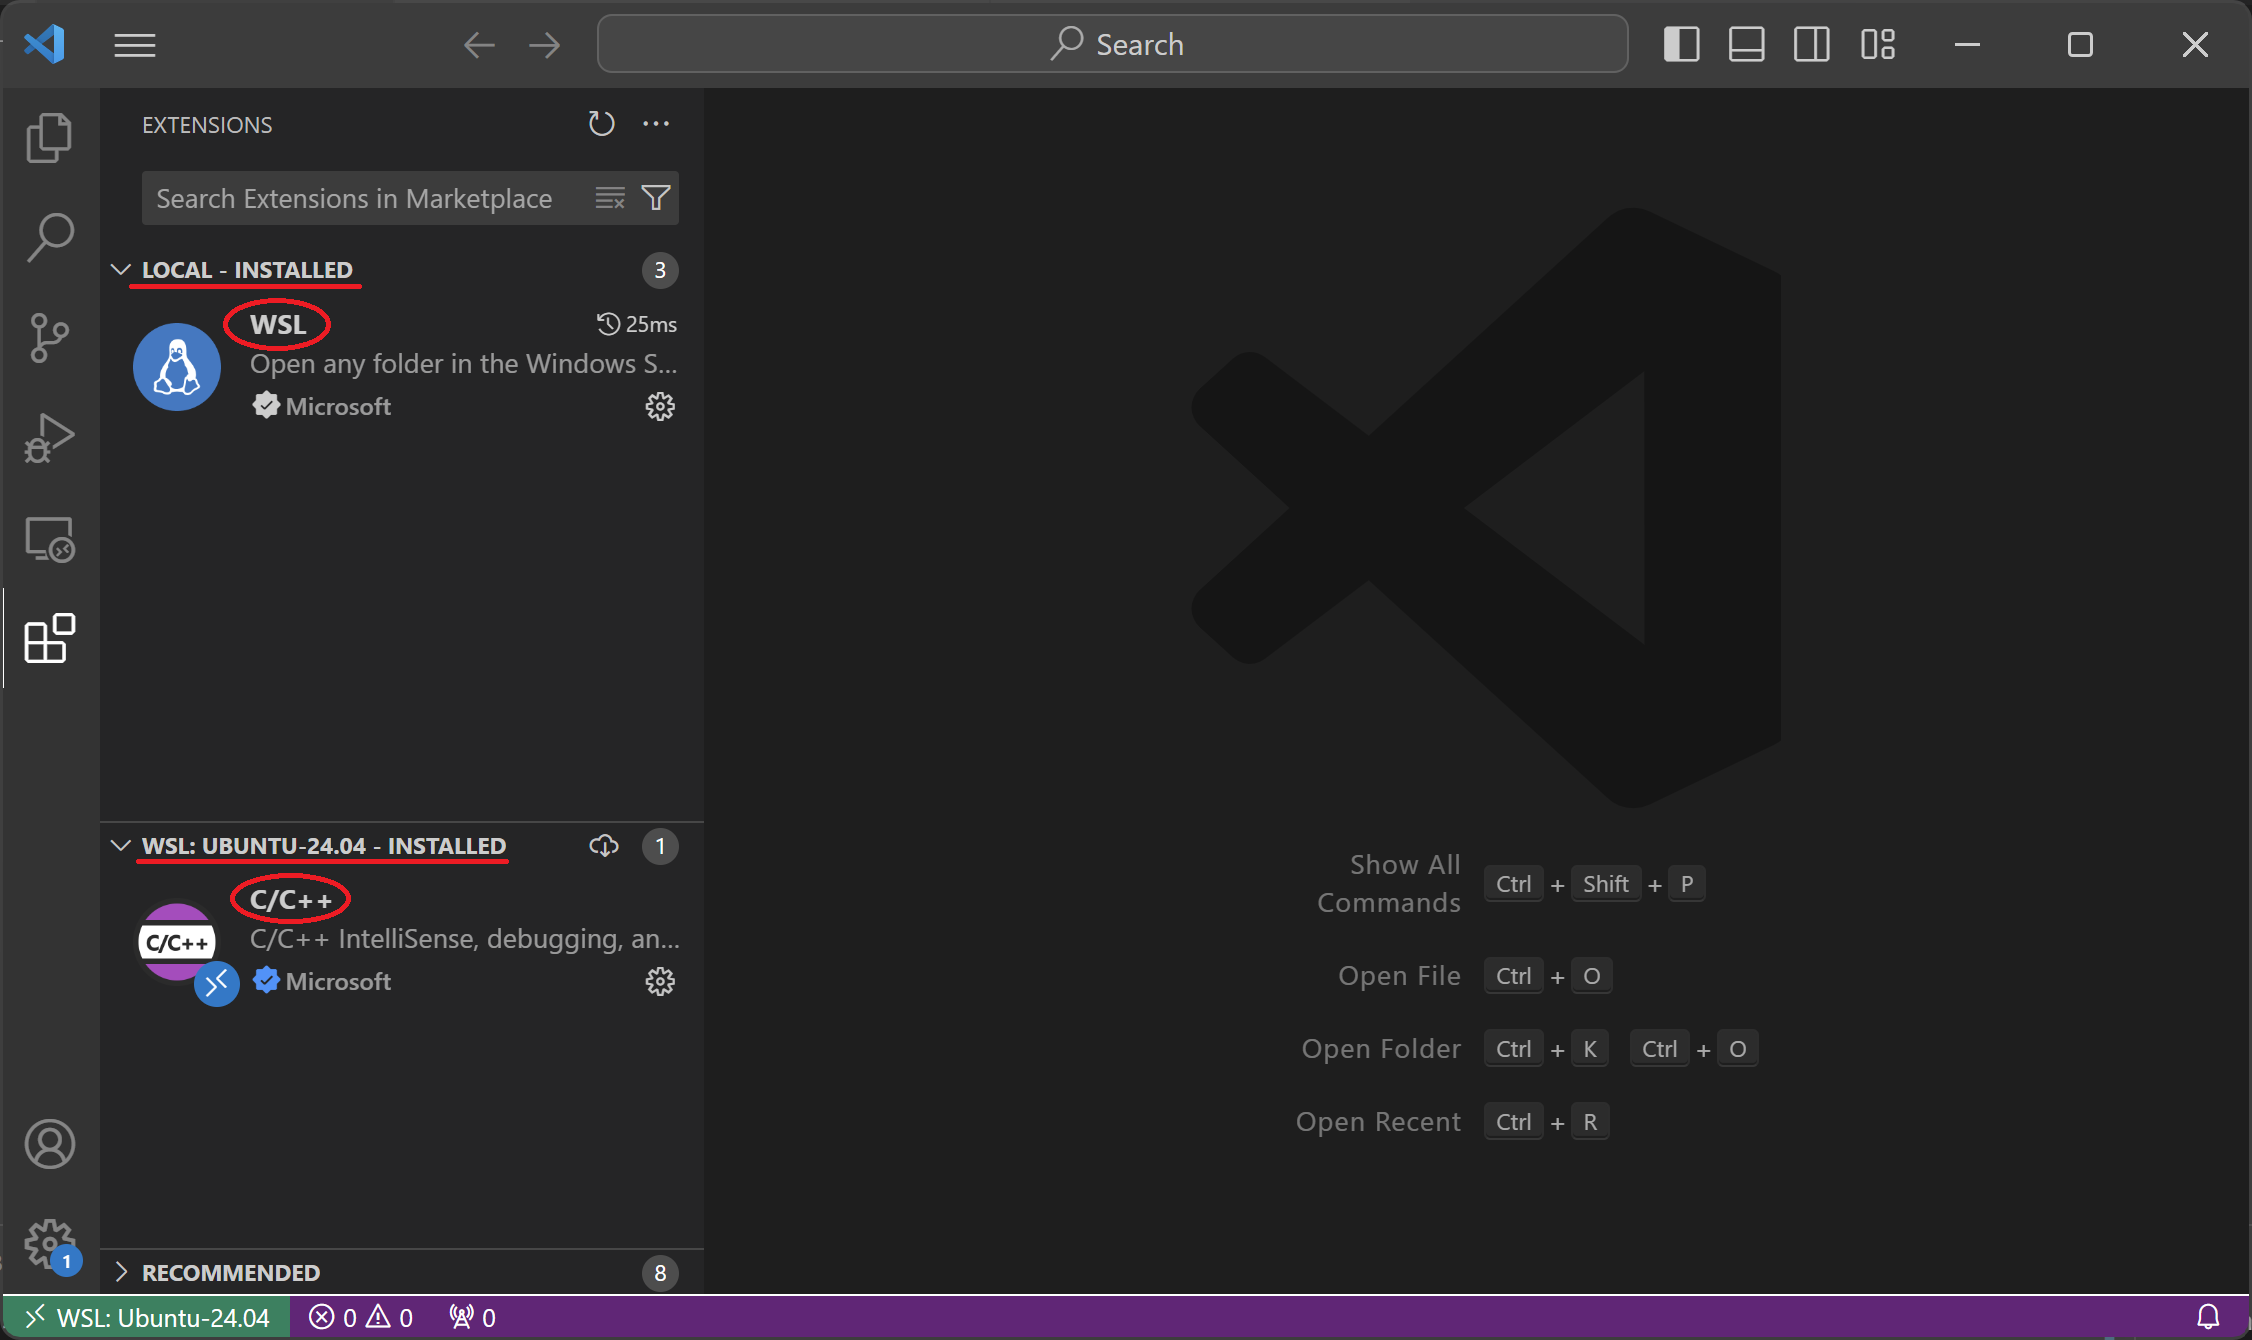 Search
EXTENSIONS
Search Extensions in Marketplace
LOCAL - INSTALLED 3
WSL 25ms
Open any folder in the Windows S...
Microsoft
WSL: UBUNTU-24.04 - INSTALLED 1
C/C++
C/C++
C/C++ IntelliSense, debugging, an...
Microsoft
RECOMMENDED 8
1
Show All
Commands Ctrl + Shift + P
Open File Ctrl + O
Open Folder Ctrl + K Ctrl + O
Open Recent Ctrl + R
WSL: Ubuntu-24.04 0 0 0